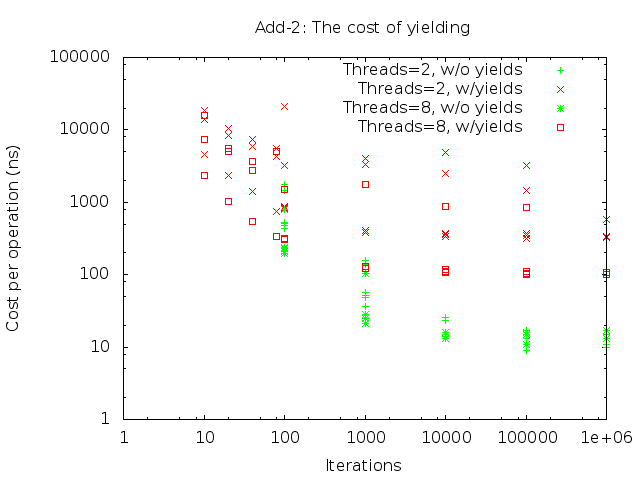 Add-2: The cost of yielding
100000
10000
1000
100
10
1
Cost per operation (ns)
Threads=2, w/o yields
Threads=2, w/yields
Threads=8, w/o yields
Threads=8, w/yields
1 10 100 1000 10000 100000 1e+06
Iterations